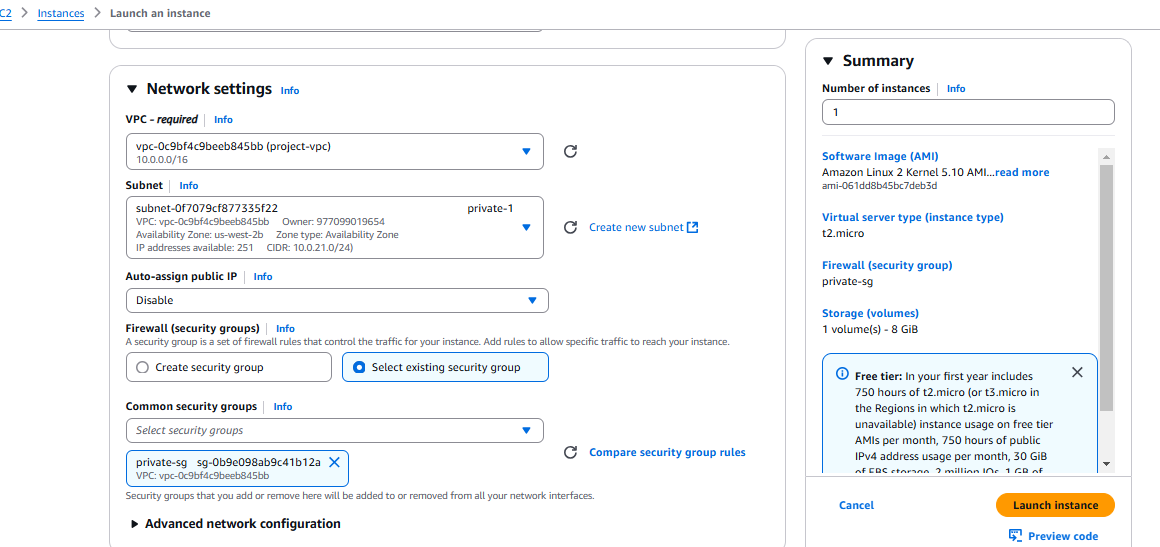 C2 > Instances > Launch an instance
Network settings Info
VPC - required Info
vpc-0c9bf4c9beeb845bb (project-vpc)
10.0.0.0/16
Subnet Info
subnet-0f7079cf877335f22 private-1
VPC: vpc-0c9bf4c9beeb845bb Owner: 977099019654
Availability Zone: us-west-2b Zone type: Availability Zone
IP addresses available: 251 CIDR: 10.0.21.0/24)
Create new subnet
Auto-assign public IP Info
Disable
Firewall (security groups) Info
A security group is a set of firewall rules that control the traffic for your instance. Add rules to allow specific traffic to reach your instance.
Create security group
Select existing security group
Common security groups Info
Select security groups
private-sg sg-0b9e098ab9c41b12a
VPC: vpc-0c9bf4c9beeb845bb
Compare security group rules
Security groups that you add or remove here will be added to or removed from all your network interfaces.
Advanced network configuration
Summary
Number of instances Info
1
Software Image (AMI)
Amazon Linux 2 Kernel 5.10 AMI...read more
ami-061dd8b45bc7deb3d
Virtual server type (instance type)
t2.micro
Firewall (security group)
private-sg
Storage (volumes)
1 volume(s) - 8 GiB
Free tier: In your first year includes
750 hours of t2.micro (or t3.micro in
the Regions in which t2.micro is
unavailable) instance usage on free tier
AMIs per month, 750 hours of public
IPv4 address usage per month, 30 GiB
of EBS storage, 2 million IOs, 1 GB of
Cancel
Launch instance
Preview code